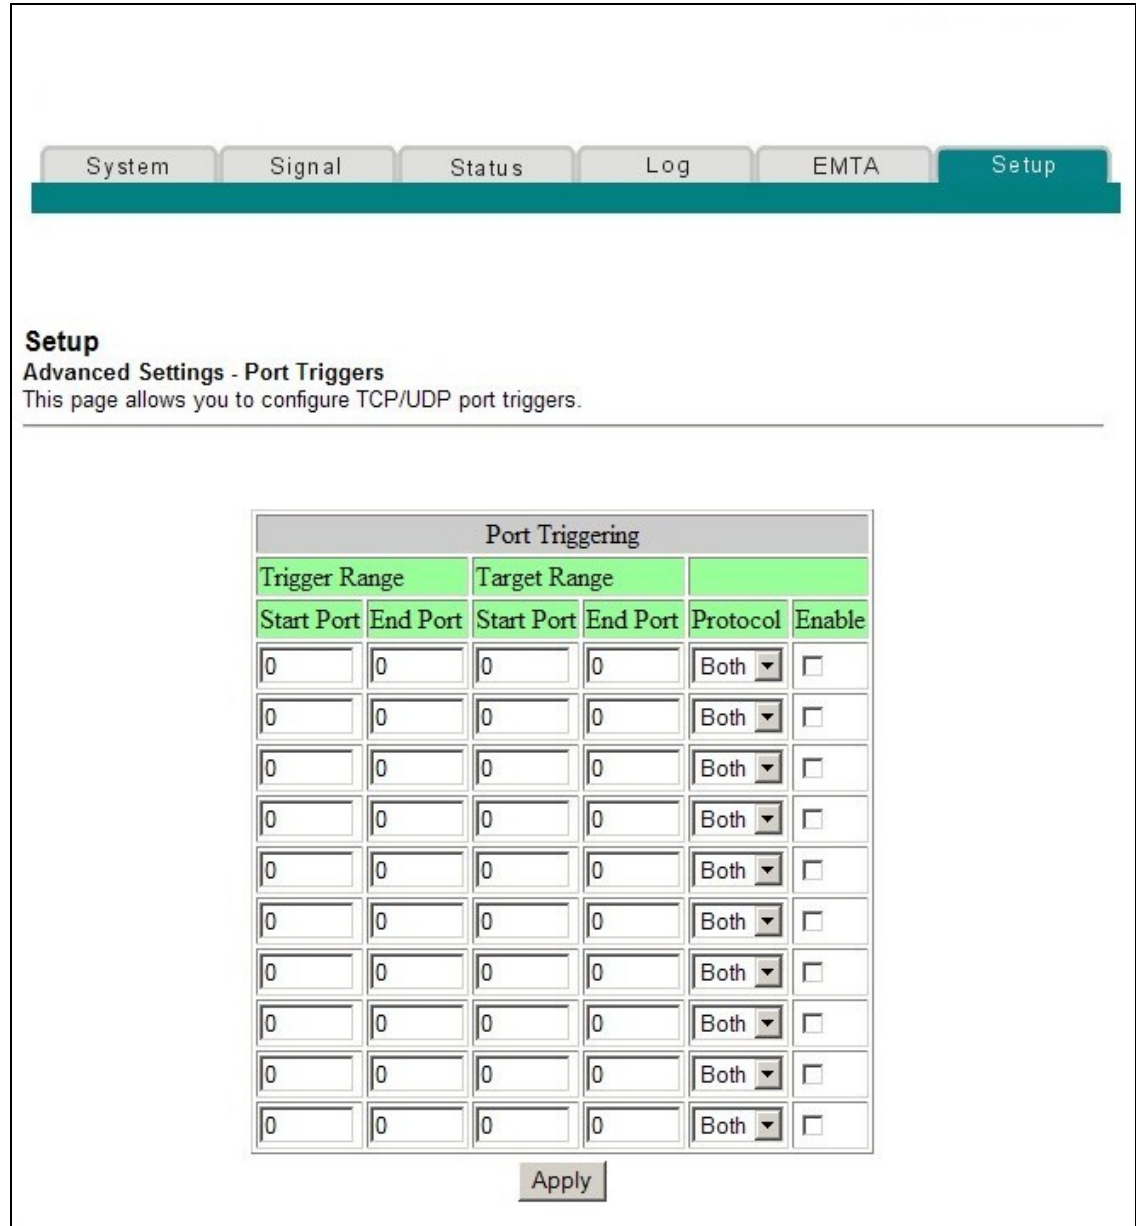 System Signal Status Log EMTA Setup
Setup
Advanced Settings - Port Triggers
This page allows you to configure TCP/UDP port triggers.
Port Triggering
Trigger Range Target Range
Start Port End Port Start Port End Port Protocol Enable
0 0 0 0 Both
0 0 0 0 Both
0 0 0 0 Both
0 0 0 0 Both
0 0 0 0 Both
0 0 0 0 Both
0 0 0 0 Both
0 0 0 0 Both
0 0 0 0 Both
0 0 0 0 Both
Apply